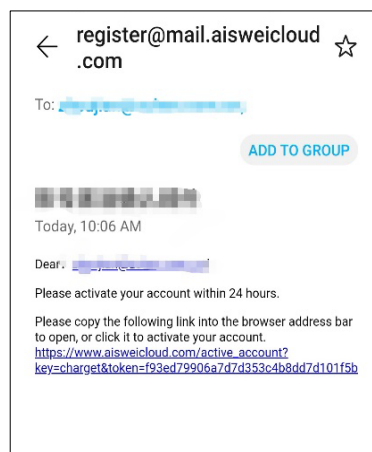 register@mail.aisweicloud
.com
To:
ADD TO GROUP
Today, 10:06 AM
Dear.
Please activate your account within 24 hours.
Please copy the following link into the browser address bar
to open, or click it to activate your account.
https://www.aisweicloud.com/active_account?
key=charget&token=f93ed79906a7d7d353c4b8dd7d101f5b